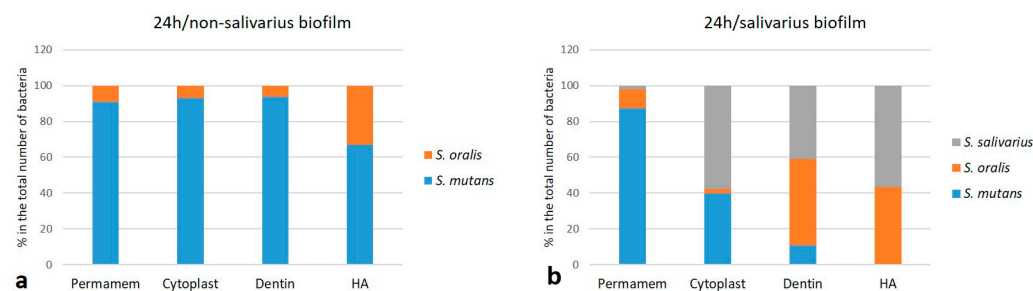 24h/non-salivarius biofilm
% in the total number of bacteria
120
100
80
60
40
20
0
Permamem Cytoplast Dentin HA
S. oralis
S. mutans
a
24h/salivarius biofilm
% in the total number of bacteria
120
100
80
60
40
20
0
Permamem Cytoplast Dentin HA
S. salivarius
S. oralis
S. mutans
b